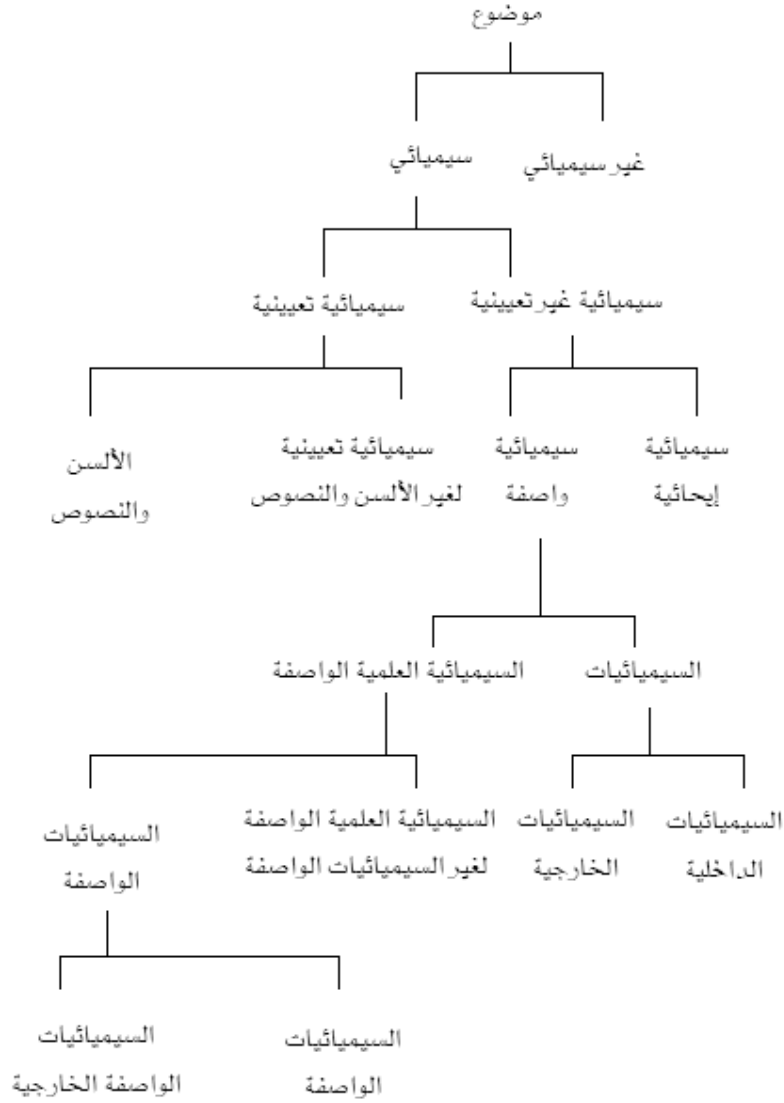 موضوع
غير سيميائي
سيميائي
سيميائية غير تعيينية
سيميائية تعيينية
سيميائية
إيحائية
سيميائية
واصفة
سيميائية تعيينية
لغير الألسن والنصوص
الألسن
والنصوص
السيميائيات
السيميائية العلمية الواصفة
السيميائيات
الداخلية
السيميائيات
الخارجية
السيميائية العلمية الواصفة
لغير السيميائيات الواصفة
السيميائيات
الواصفة
السيميائيات
الواصفة
السيميائيات
الواصفة الخارجية